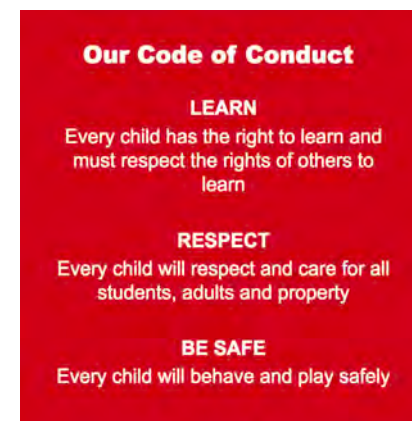 Our Code of Conduct
LEARN
Every child has the right to learn and
must respect the rights of others to
learn
RESPECT
Every child will respect and care for all
students, adults and property
BE SAFE
Every child will behave and play safely